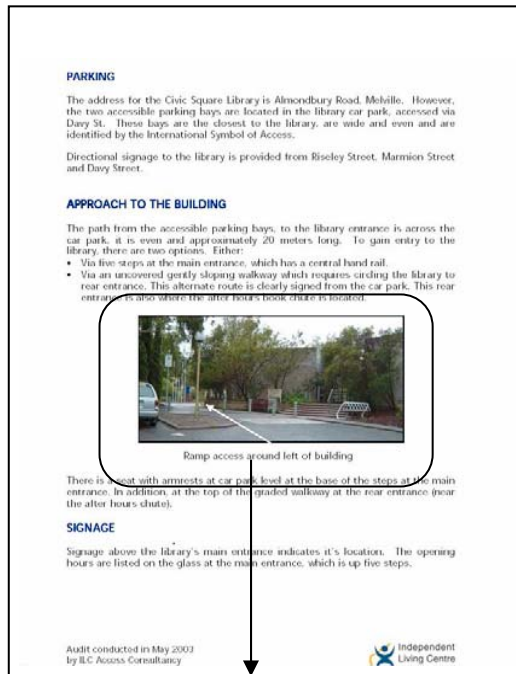 PARKING
The address for the Civic Square Library is Almondbury Road, Melville. However,
the two accessible parking bays are located in the library car park, accessed via
Davy St. These bays are the closest to the library, are wide and even and are
identified by the International Symbol of Access.
Directional signage to the library is provided from Riseley Street, Marmion Street
and Davy Street.
APPROACH TO THE BUILDING
The path from the accessible parking bays, to the library entrance is across the
car park, it is even and approximately 20 meters long. To gain entry to the
library, there are two options. Either:
• Via five steps at the main entrance, which has a central hand rail.
• Via an uncovered gently sloping walkway which requires circling the library to
rear entrance. This alternate route is clearly signed from the car park. This rear
entrance is also where the after hours book chute is located.
Ramp access around left of building
There is a seat with armrests at car park level at the base of the steps at the main
entrance. In addition, at the top of the graded walkway at the rear entrance (near
the after hours chute).
SIGNAGE
Signage above the library's main entrance indicates it's location. The opening
hours are listed on the glass at the main entrance, which is up five steps.
Audit conducted in May 2003
by ILC Access Consultancy
Independent
Living Centre